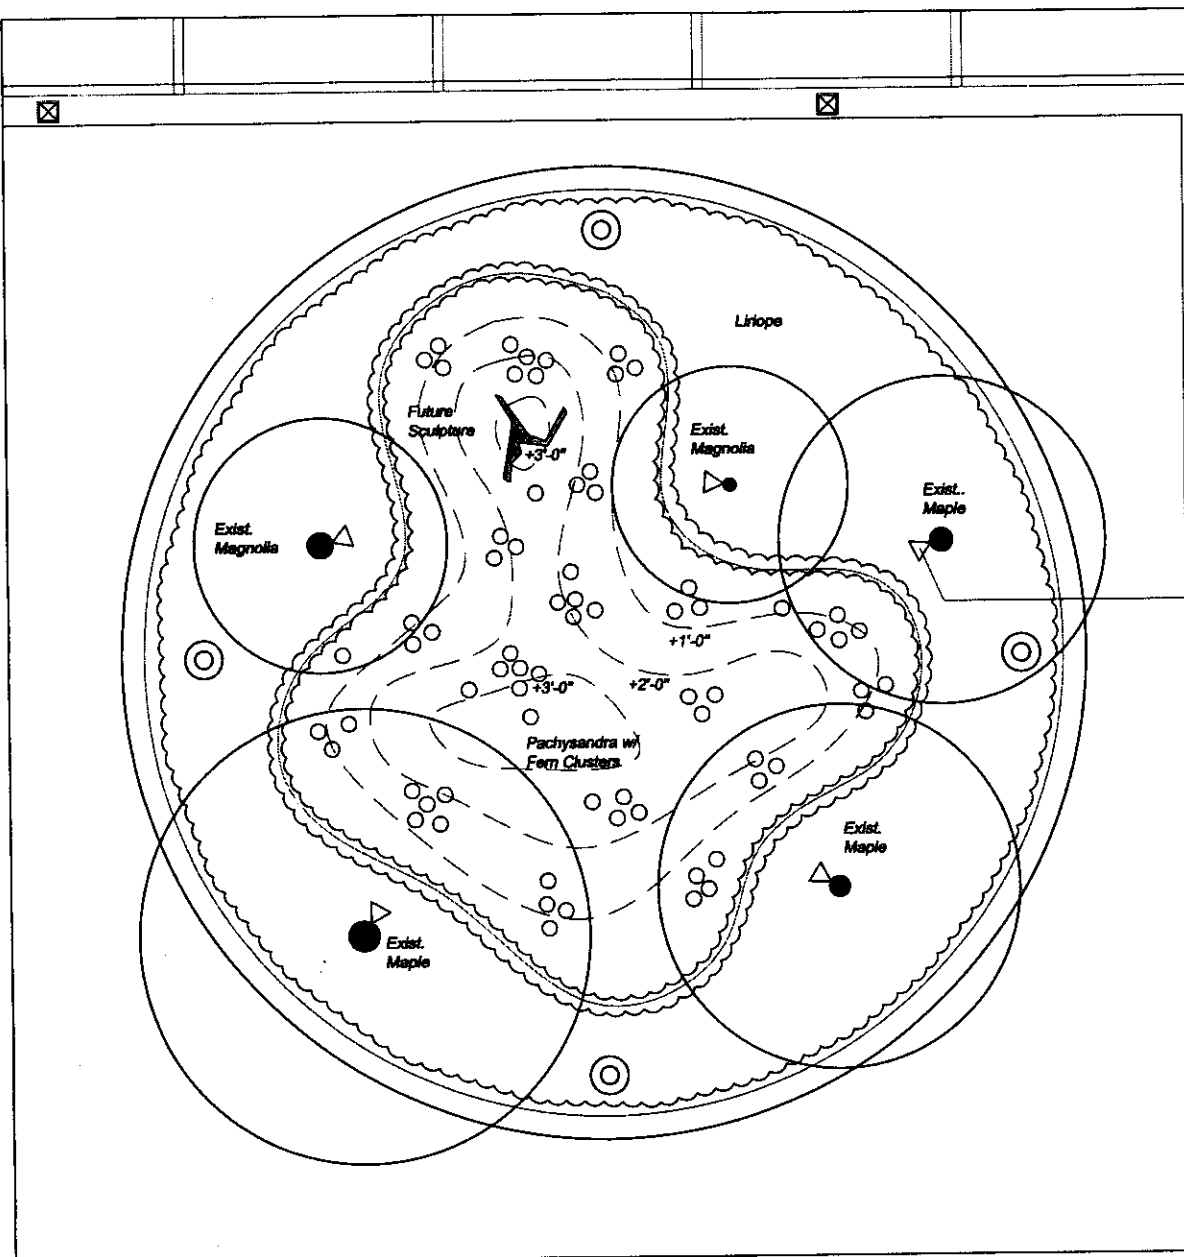 Liriope
Future
Sculpture
+3'-0"
Exist.
Magnolia
Exist..
Maple
Exist.
Magnolia
+1'-0"
+3'-0"
+2'-0"
Pachysandra w/
Fern Clusters
Exist.
Maple
Exist.
Maple